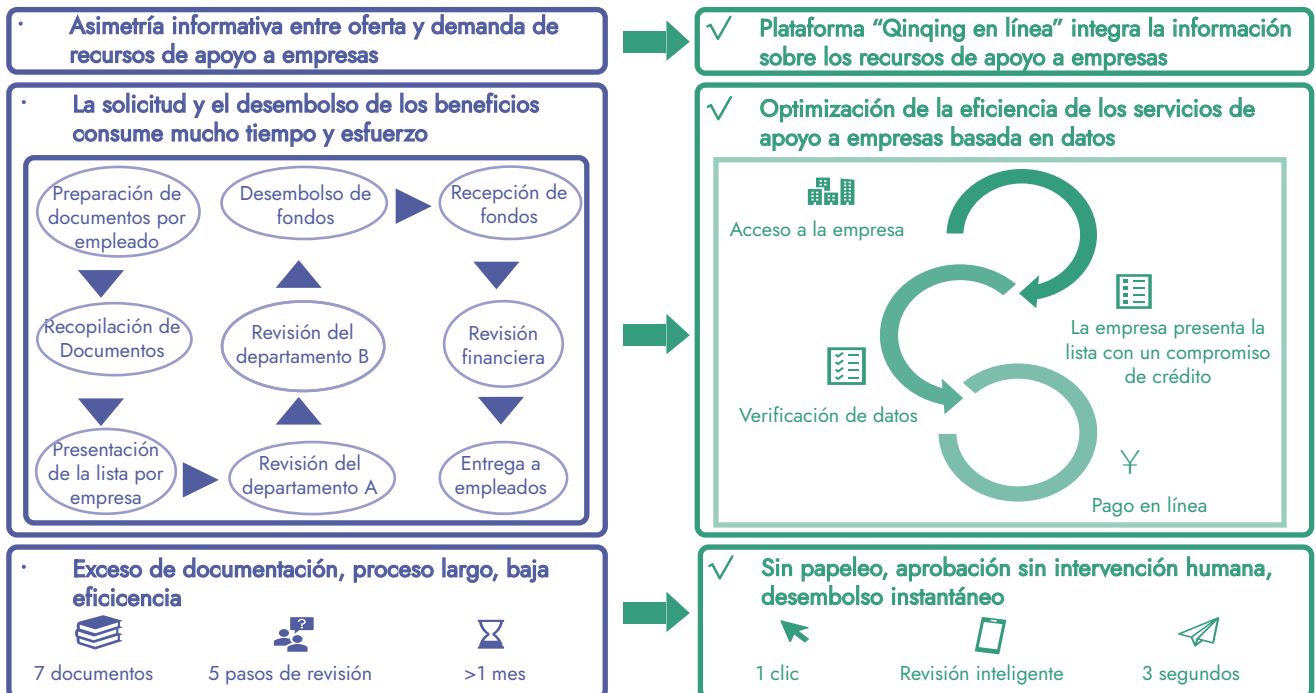 · Asimetría informativa entre oferta y demanda de
recursos de apoyo a empresas
√ Plataforma “Qinqing en línea” integra la información
sobre los recursos de apoyo a empresas
· La solicitud y el desembolso de los beneficios
consume mucho tiempo y esfuerzo
Preparación de
documentos por
empleado
Recopilación de
Documentos
Presentación
de la lista por
empresa
Revisión del
departamento A
Revisión del
departamento B
Desembolso de
fondos
Recepción de
fondos
Revisión
financiera
Entrega a
empleados
√ Optimización de la eficiencia de los servicios de
apoyo a empresas basada en datos
Acceso a la empresa
La empresa presenta la
lista con un compromiso
de crédito
Verificación de datos
¥
Pago en línea
· Exceso de documentación, proceso largo, baja
eficicencia
?
7 documentos
5 pasos de revisión
>1 mes
√ Sin papeleo, aprobación sin intervención humana,
desembolso instantáneo
1 clic
Revisión inteligente
3 segundos